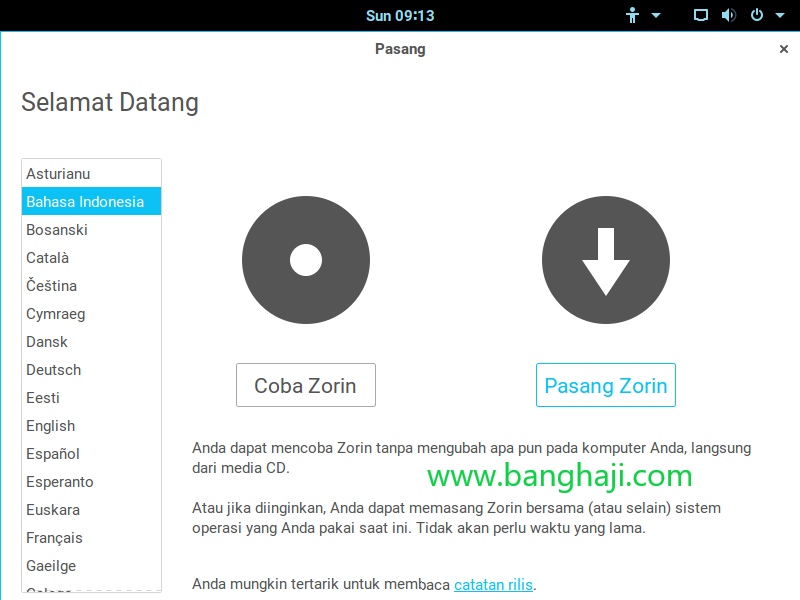 Sun 09:13
Pasang
Selamat Datang
Asturianu
Bahasa Indonesia
Bosanski
Català
Čeština
Cymraeg
Dansk
Deutsch
Eesti
English
Español
Esperanto
Euskara
Français
Gaeilge
Coba Zorin
Pasang Zorin
Anda dapat mencoba Zorin tanpa mengubah apa pun pada komputer Anda, langsung
dari media CD.
www.banghaji.com
Atau jika diinginkan, Anda dapat memasang Zorin bersama (atau selain) sistem
operasi yang Anda pakai saat ini. Tidak akan perlu waktu yang lama.
Anda mungkin tertarik untuk membaca catatan rilis.